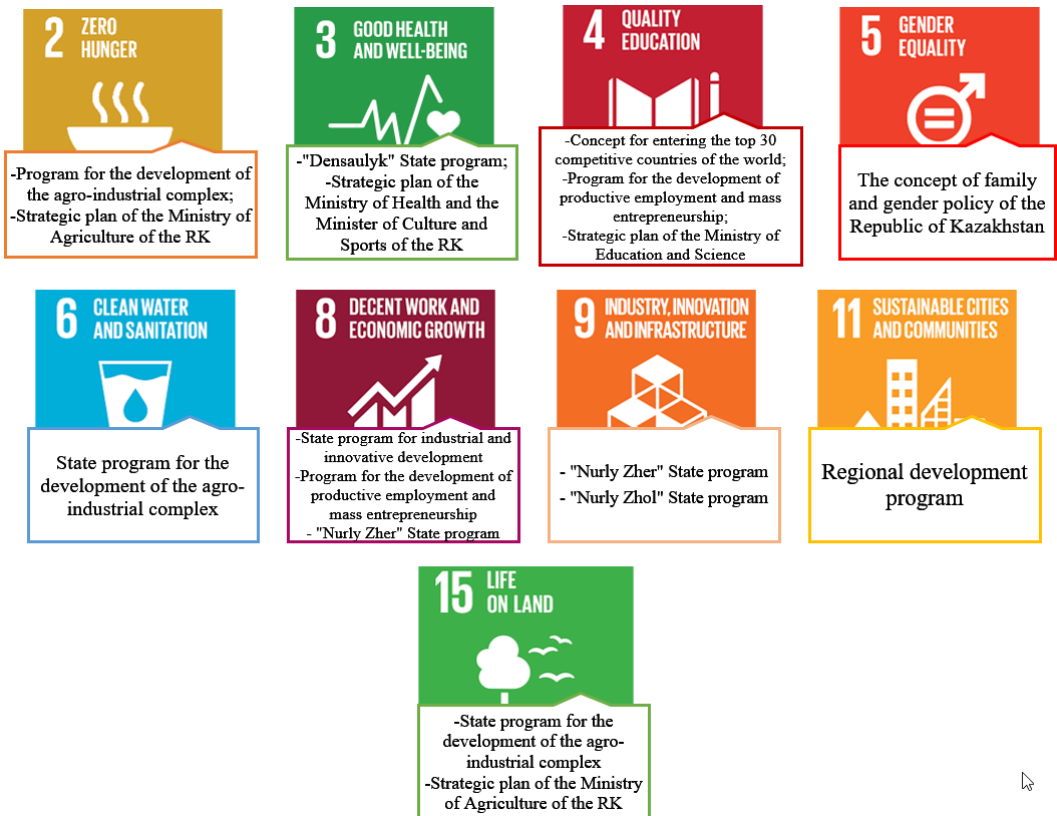 2 ZERO
HUNGER
-Program for the development of
the agro-industrial complex;
-Strategic plan of the Ministry of
Agriculture of the RK
3 GOOD HEALTH
AND WELL-BEING
-"Densaulyk" State program;
-Strategic plan of the
Ministry of Health and the
Minister of Culture and
Sports of the RK
4 QUALITY
EDUCATION
-Concept for entering the top 30
competitive countries of the world;
-Program for the development of
productive employment and mass
entrepreneurship;
-Strategic plan of the Ministry of
Education and Science
5 GENDER
EQUALITY
The concept of family
and gender policy of the
Republic of Kazakhstan
6 CLEAN WATER
AND SANITATION
State program for the
development of the agro-
industrial complex
8 DECENT WORK AND
ECONOMIC GROWTH
-State program for industrial and
innovative development
-Program for the development of
productive employment and
mass entrepreneurship
- "Nurly Zher" State program
9 INDUSTRY, INNOVATION
AND INFRASTRUCTURE
- "Nurly Zher" State program
- "Nurly Zhol" State program
11 SUSTAINABLE CITIES
AND COMMUNITIES
Regional development
program
15 LIFE
ON LAND
-State program for the
development of the agro-
industrial complex
-Strategic plan of the Ministry
of Agriculture of the RK